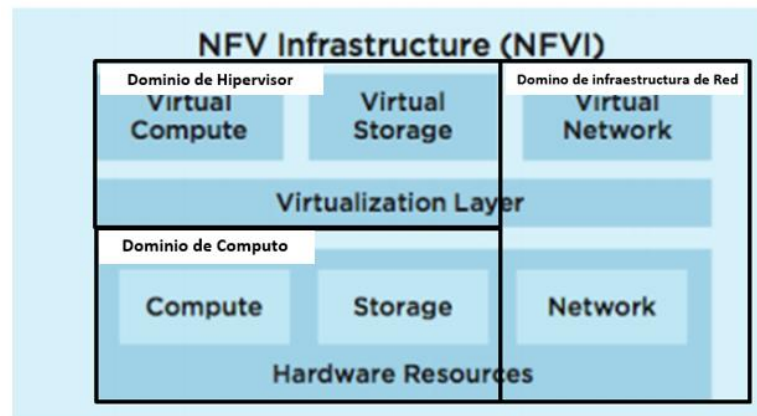 NFV Infrastructure (NFVI)
Dominio de Hipervisor
Domino de infraestructura de Red
Virtual
Compute
Virtual
Storage
Virtual
Network
Virtualization Layer
Dominio de Computo
Compute
Storage
Network
Hardware Resources